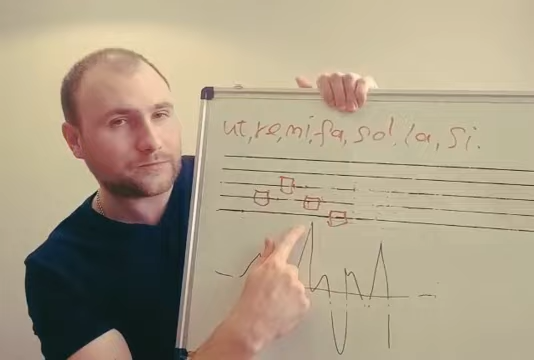 ut, re, mi, fa, sol, la, si.